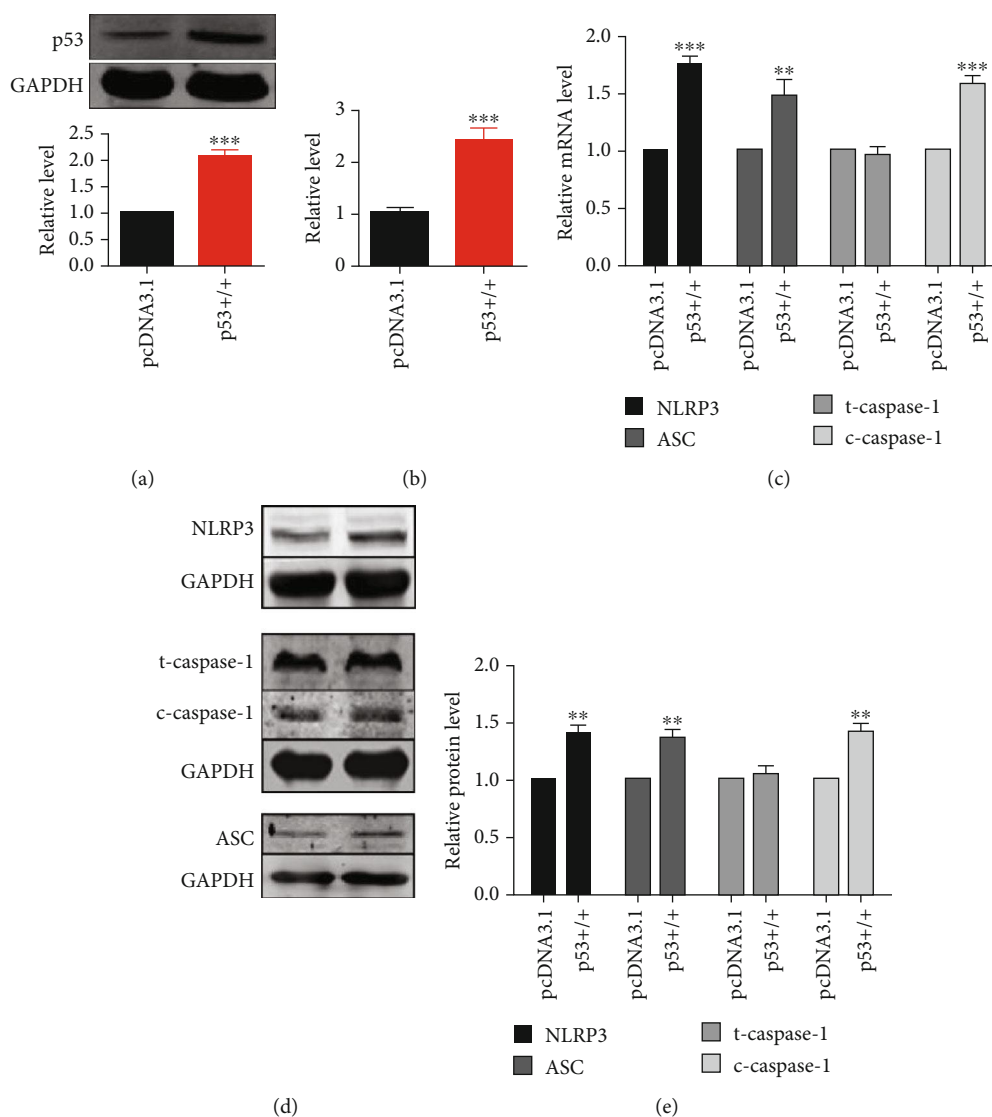 p53
GAPDH
Relative level
2.5
2.0
1.5
1.0
0.5
0.0
***
pcDNA3.1
p53+/+
(a)
Relative level
3
2
1
0
***
pcDNA3.1
p53+/+
(b)
Relative mRNA level
2.0
1.5
1.0
0.5
0.0
***
**
***
pcDNA3.1
p53+/+
pcDNA3.1
p53+/+
pcDNA3.1
p53+/+
pcDNA3.1
p53+/+
NLRP3
ASC
t-caspase-1
c-caspase-1
(c)
NLRP3
GAPDH
t-caspase-1
c-caspase-1
GAPDH
ASC
GAPDH
(d)
Relative protein level
2.0
1.5
1.0
0.5
0.0
**
**
**
pcDNA3.1
p53+/+
pcDNA3.1
p53+/+
pcDNA3.1
p53+/+
pcDNA3.1
p53+/+
NLRP3
ASC
t-caspase-1
c-caspase-1
(e)